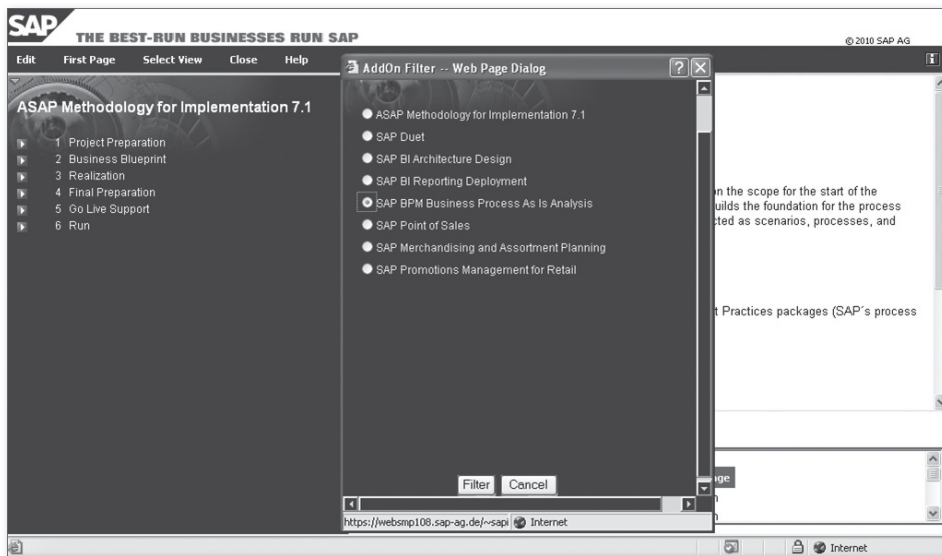 SAP
THE BEST-RUN BUSINESSES RUN SAP
© 2010 SAP AG
Edit First Page Select View Close Help
ASAP Methodology for Implementation 7.1
1 Project Preparation
2 Business Blueprint
3 Realization
4 Final Preparation
5 Go Live Support
6 Run
AddOn Filter -- Web Page Dialog
ASAP Methodology for Implementation 7.1
SAP Duet
SAP BI Architecture Design
SAP BI Reporting Deployment
SAP BPM Business Process As Is Analysis
SAP Point of Sales
SAP Merchandising and Assortment Planning
SAP Promotions Management for Retail
Filter Cancel
https://websmp108.sap-ag.de/~sapi Internet
n the scope for the start of the
uilds the foundation for the process
cted as scenarios, processes, and
t Practices packages (SAP´s process
Internet